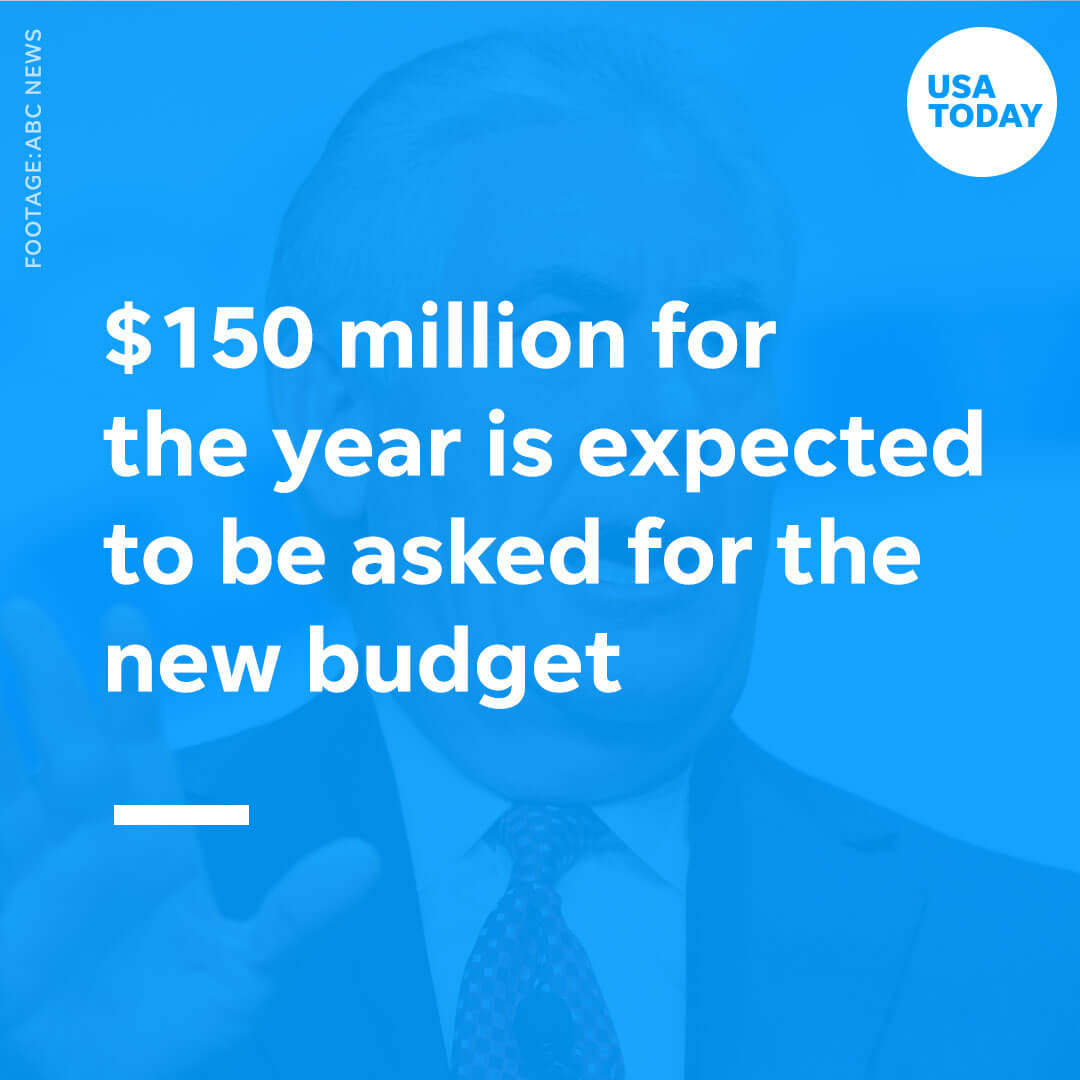 FOOTAGE:ABC NEWS
USA
TODAY
$150 million for
the year is expected
to be asked for the
new budget